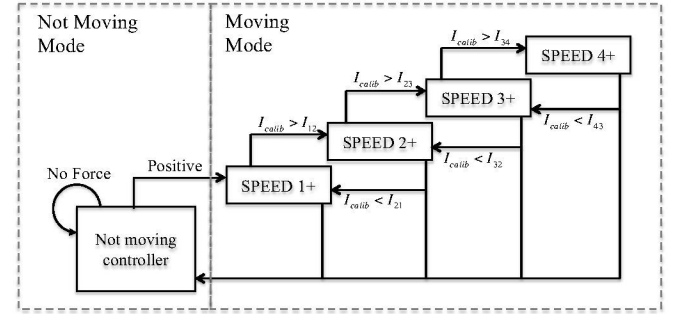 Not Moving
Mode
Moving
Mode
I_calib > I_34
SPEED 4+
I_calib > I_23
SPEED 3+
I_calib < I_43
I_calib > I_12
SPEED 2+
I_calib < I_32
No Force
Positive
SPEED 1+
I_calib < I_21
Not moving
controller